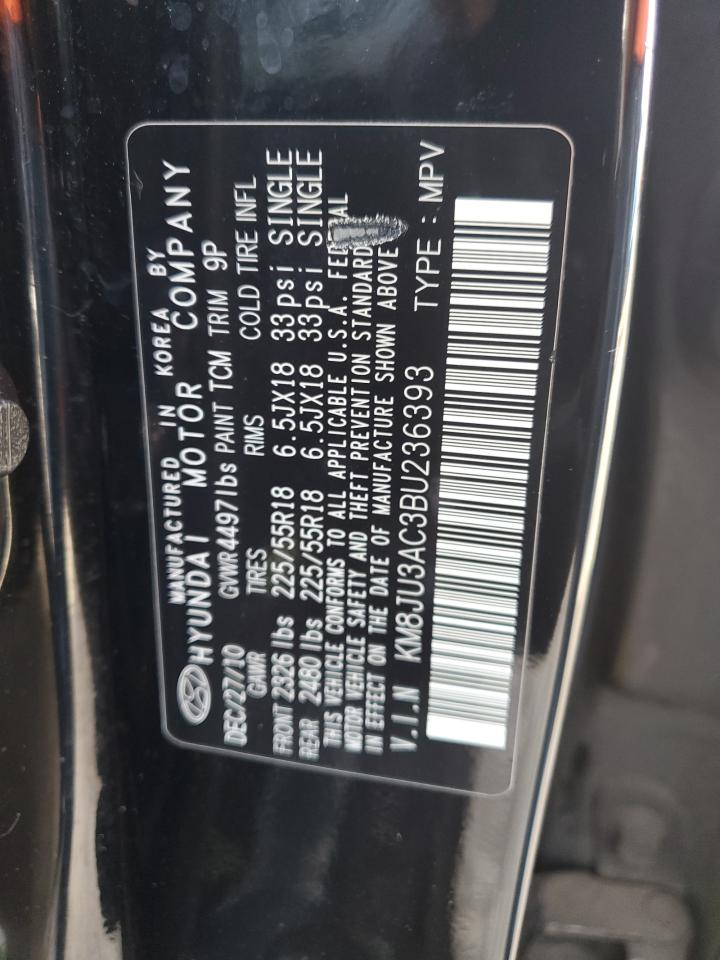 MANUFACTURED IN KOREA BY
HYUNDAI MOTOR COMPANY
DEC/27/10 GVWR 4497lbs PAINT TCM TRIM 9P
GAWR TIRES RIMS COLD TIRE INFL
FRONT 2326 lbs 225/55R18 6.5JX18 33psi SINGLE
REAR 2480 lbs 225/55R18 6.5JX18 33psi SINGLE
THIS VEHICLE CONFORMS TO ALL APPLICABLE U.S.A.
MOTOR VEHICLE SAFETY AND THEFT PREVENTION STANDARD
IN EFFECT ON THE DATE OF MANUFACTURE SHOWN ABOVE
V.I.N KM8JU3AC3BU236393 TYPE : MPV